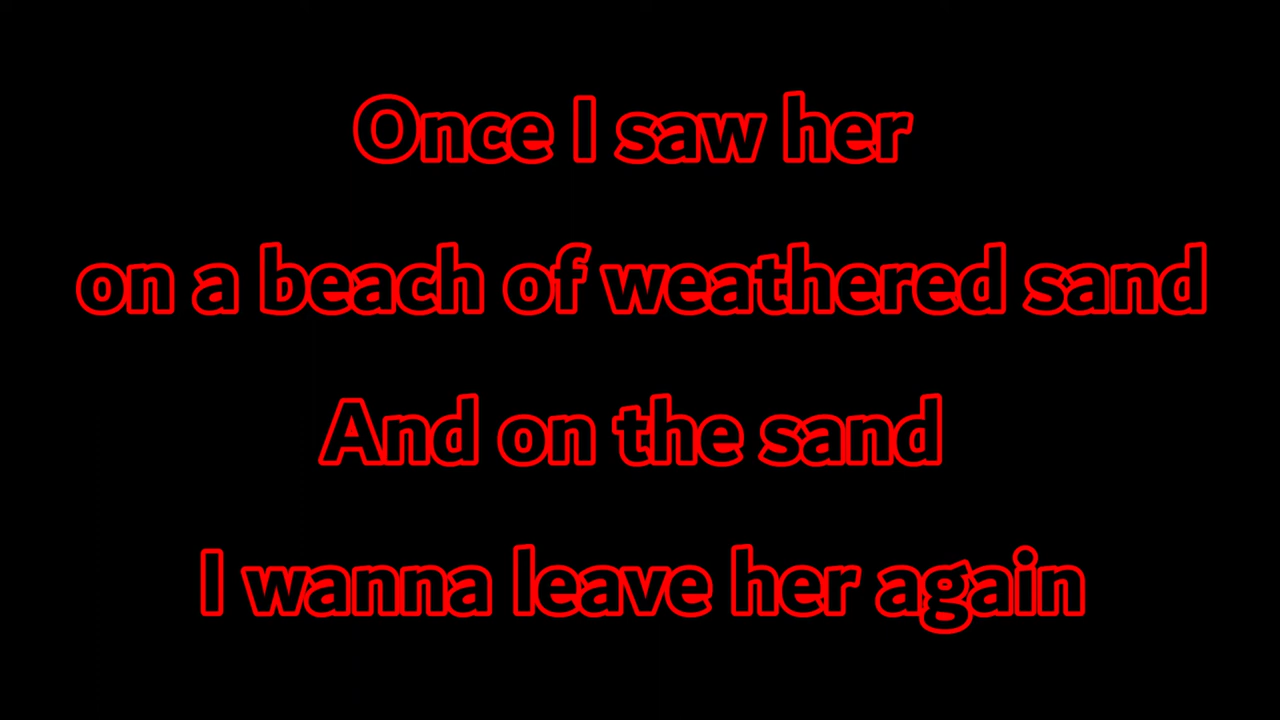 Once I saw her
on a beach of weathered sand
And on the sand
I wanna leave her again